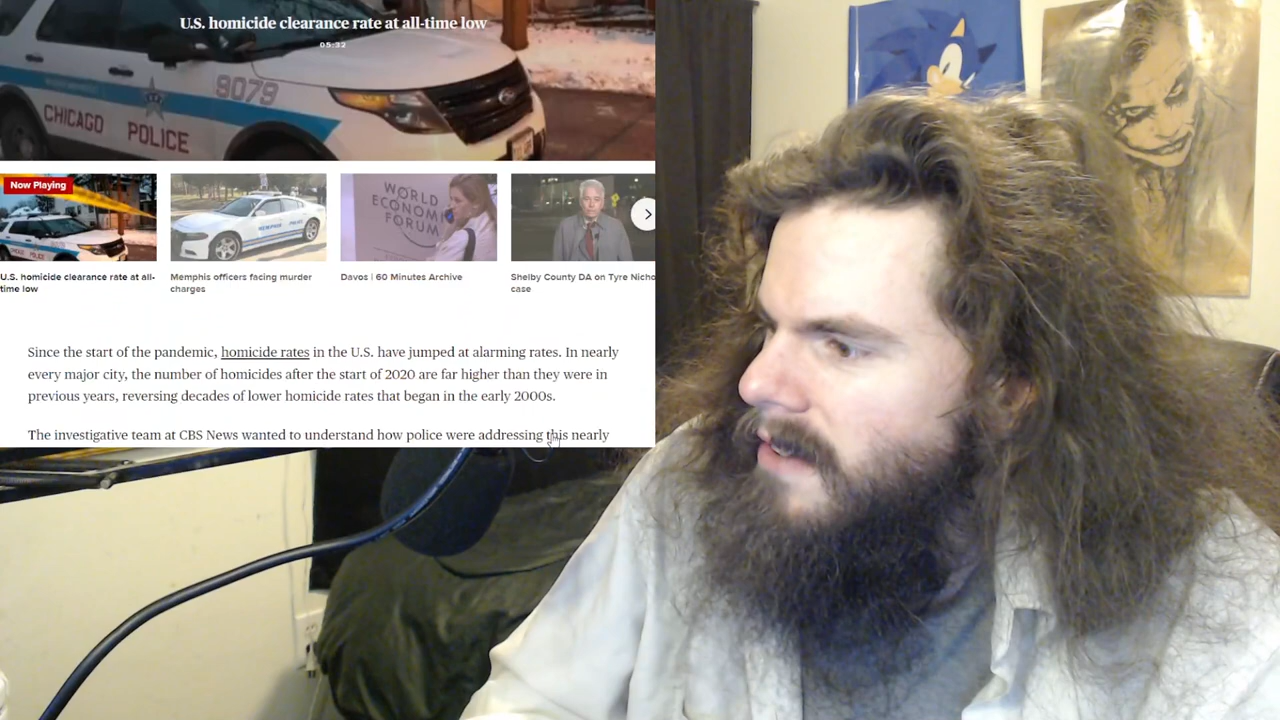 U.S. homicide clearance rate at all-time low
05:32
9079
CHICAGO POLICE
Now Playing
WORLD
ECONOMI
FORUM
U.S. homicide clearance rate at all-
time low
Memphis officers facing murder
charges
Davos | 60 Minutes Archive
Shelby County DA on Tyre Nicho
case
Since the start of the pandemic, homicide rates in the U.S. have jumped at alarming rates. In nearly
every major city, the number of homicides after the start of 2020 are far higher than they were in
previous years, reversing decades of lower homicide rates that began in the early 2000s.
The investigative team at CBS News wanted to understand how police were addressing this nearly